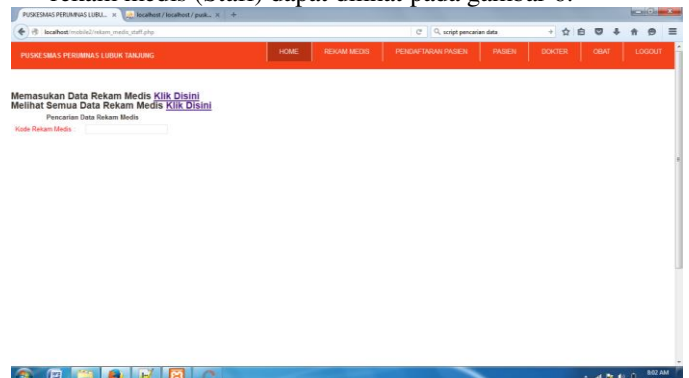 rekam medis (Staff) dapat dilihat pada gambar 6.
PUSKESMAS PERUMNAS LUBU... × localhost / localhost / pusk... × +
localhost/mobile2/rekam_medis_staff.php
script pencarian data
PUSKESMAS PERUMNAS LUBUK TANJUNG
HOME REKAM MEDIS PENDAFTARAN PASIEN PASIEN DOKTER OBAT LOGOUT
Memasukan Data Rekam Medis Klik Disini
Melihat Semua Data Rekam Medis Klik Disini
Pencarian Data Rekam Medis
Kode Rekam Medis
8:02 AM